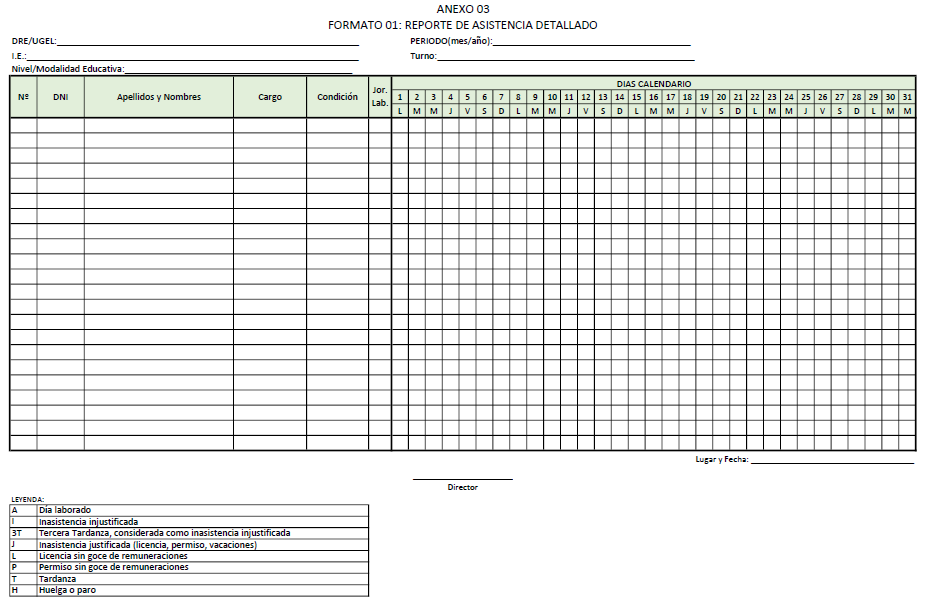 ANEXO 03
FORMATO 01: REPORTE DE ASISTENCIA DETALLADO
DRE/UGEL: PERIODO(mes/año):
I.E.: Turno:
Nivel/Modalidad Educativa:
Nº DNI Apellidos y Nombres Cargo Condición Jor. Lab. DIAS CALENDARIO
1 2 3 4 5 6 7 8 9 10 11 12 13 14 15 16 17 18 19 20 21 22 23 24 25 26 27 28 29 30 31
L M M J V S D L M M J V S D L M M J V S D L M M J V S D L M M
Lugar y Fecha:
Director
LEYENDA:
A Día laborado
I Inasistencia injustificada
3T Tercera Tardanza, considerada como inasistencia injustificada
J Inasistencia justificada (licencia, permiso, vacaciones)
L Licencia sin goce de remuneraciones
P Permiso sin goce de remuneraciones
T Tardanza
H Huelga o paro